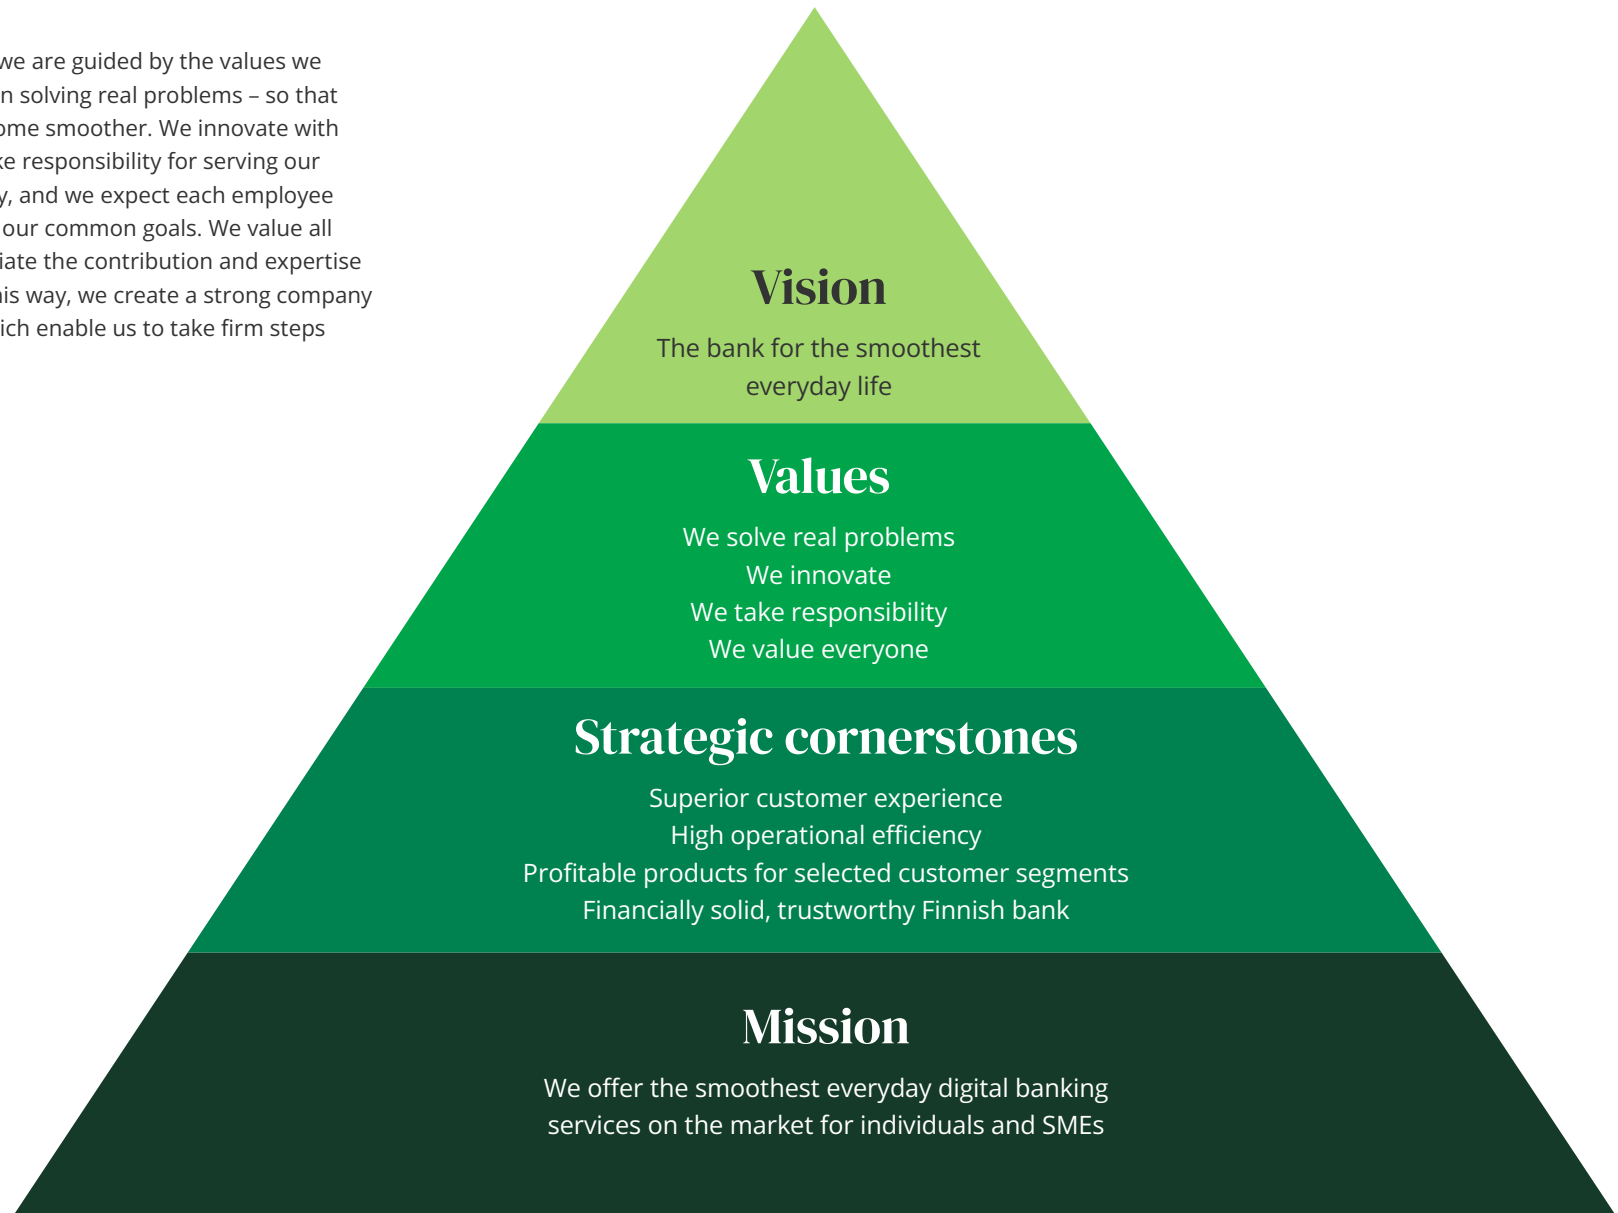 we are guided by the values we
n solving real problems – so that
ome smoother. We innovate with
ke responsibility for serving our
y, and we expect each employee
our common goals. We value all
iate the contribution and expertise
his way, we create a strong company
ich enable us to take firm steps
Vision
The bank for the smoothest
everyday life
Values
We solve real problems
We innovate
We take responsibility
We value everyone
Strategic cornerstones
Superior customer experience
High operational efficiency
Profitable products for selected customer segments
Financially solid, trustworthy Finnish bank
Mission
We offer the smoothest everyday digital banking
services on the market for individuals and SMEs